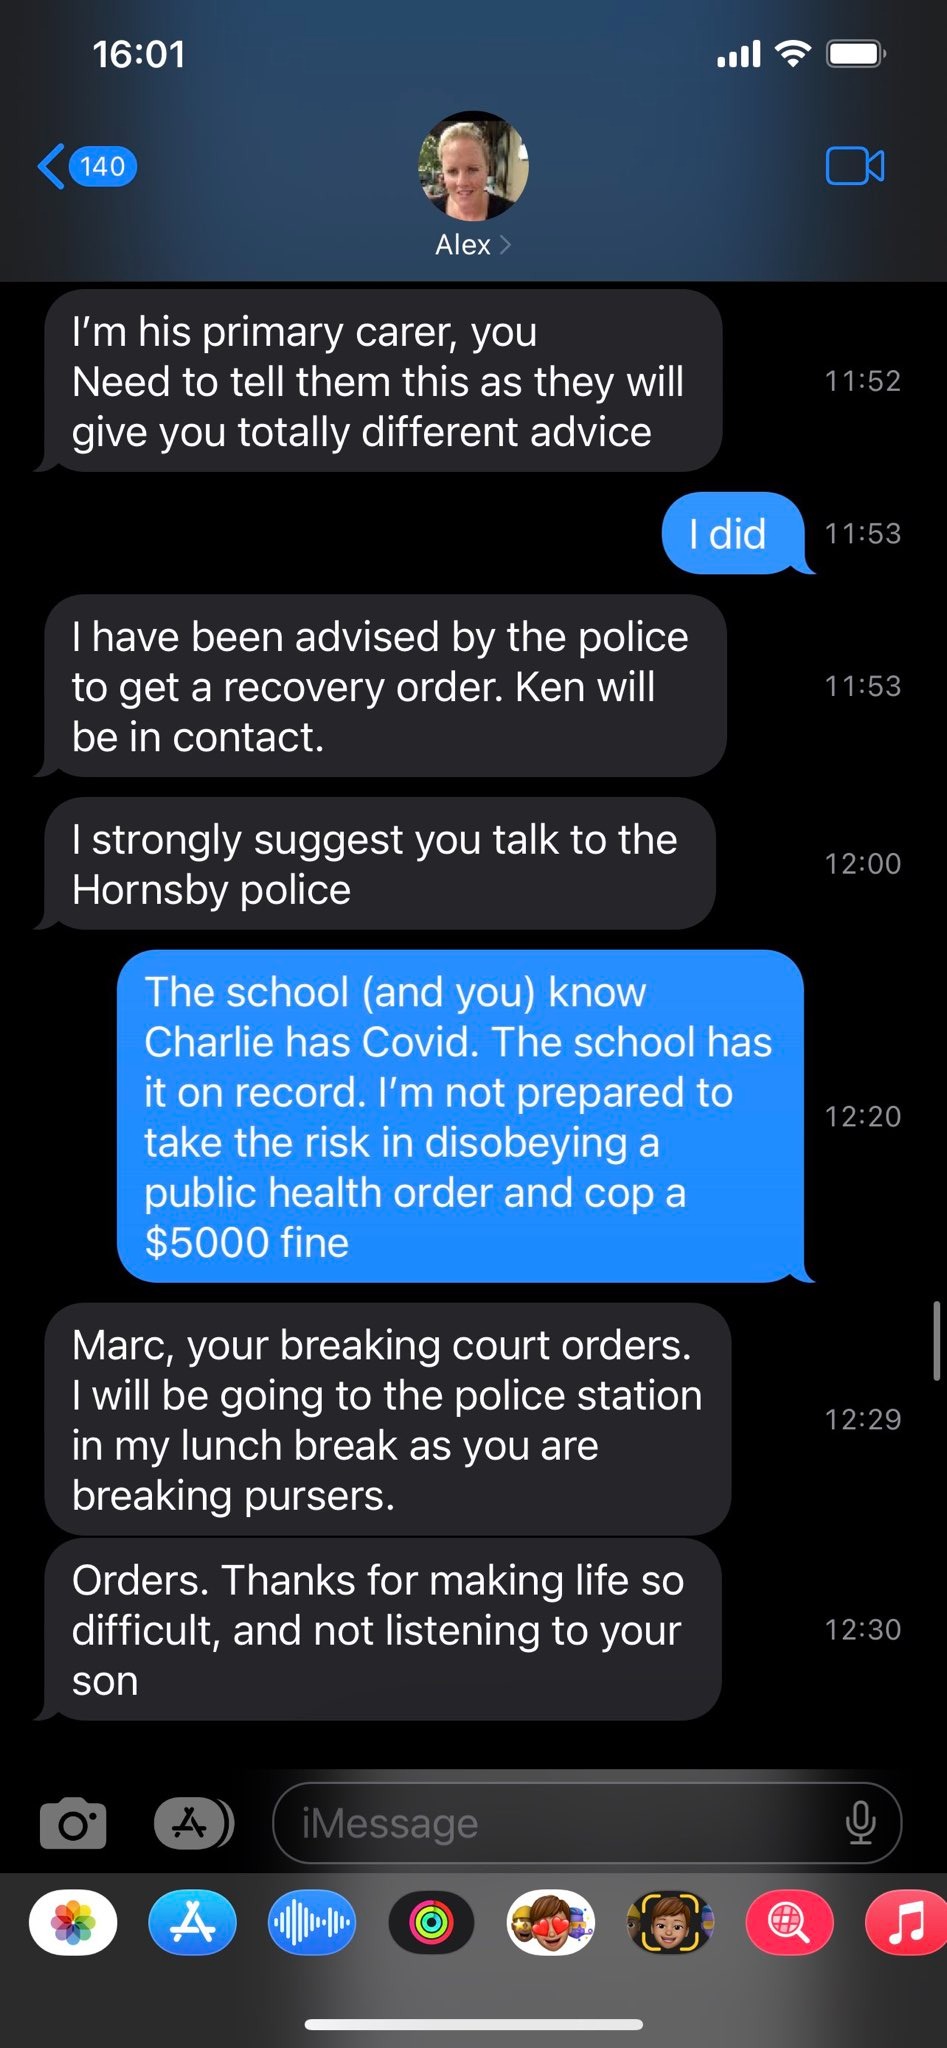 16:01
140
Alex
I'm his primary carer, you
Need to tell them this as they will
give you totally different advice
11:52
I did
11:53
I have been advised by the police
to get a recovery order. Ken will
be in contact.
11:53
I strongly suggest you talk to the
Hornsby police
12:00
The school (and you) know
Charlie has Covid. The school has
it on record. I'm not prepared to
take the risk in disobeying a
public health order and cop a
$5000 fine
12:20
Marc, your breaking court orders.
I will be going to the police station
in my lunch break as you are
breaking pursers.
12:29
Orders. Thanks for making life so
difficult, and not listening to your
son
12:30
iMessage